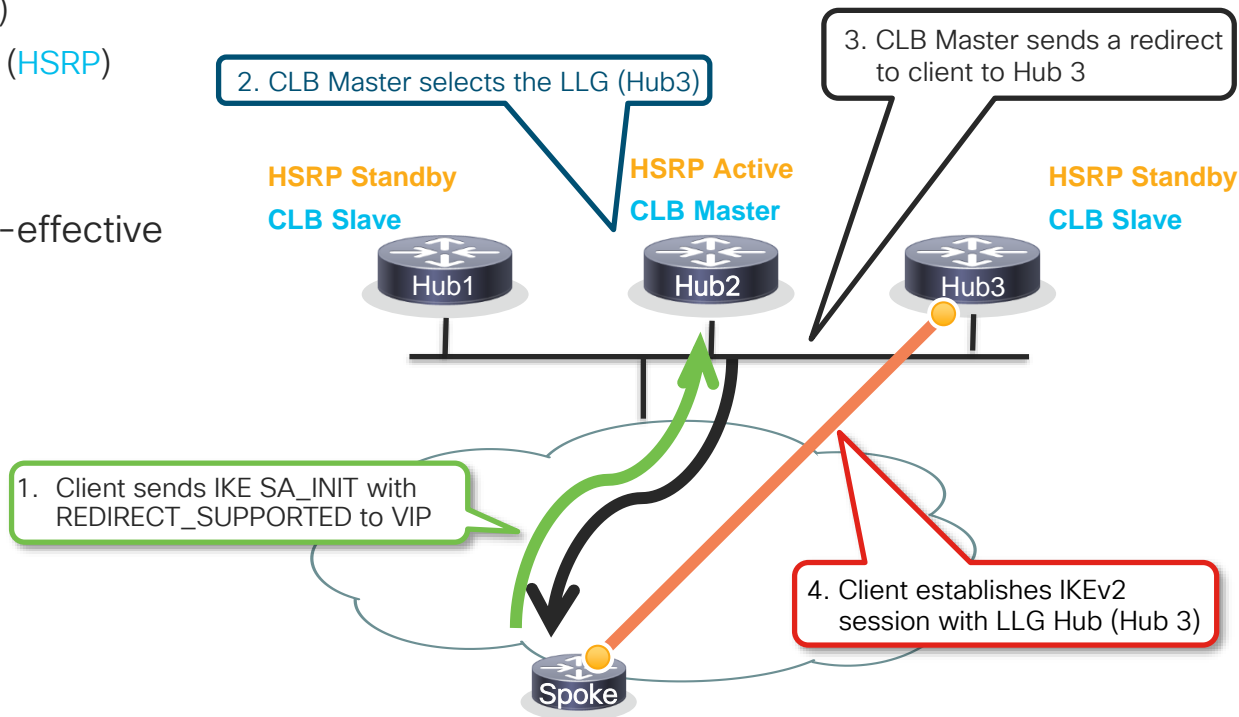 )
(HSRP)
-effective
2. CLB Master selects the LLG (Hub3)
3. CLB Master sends a redirect
to client to Hub 3
HSRP Standby
CLB Slave
HSRP Active
CLB Master
HSRP Standby
CLB Slave
Hub1
Hub2
Hub3
1. Client sends IKE SA_INIT with
REDIRECT_SUPPORTED to VIP
4. Client establishes IKEv2
session with LLG Hub (Hub 3)
Spoke